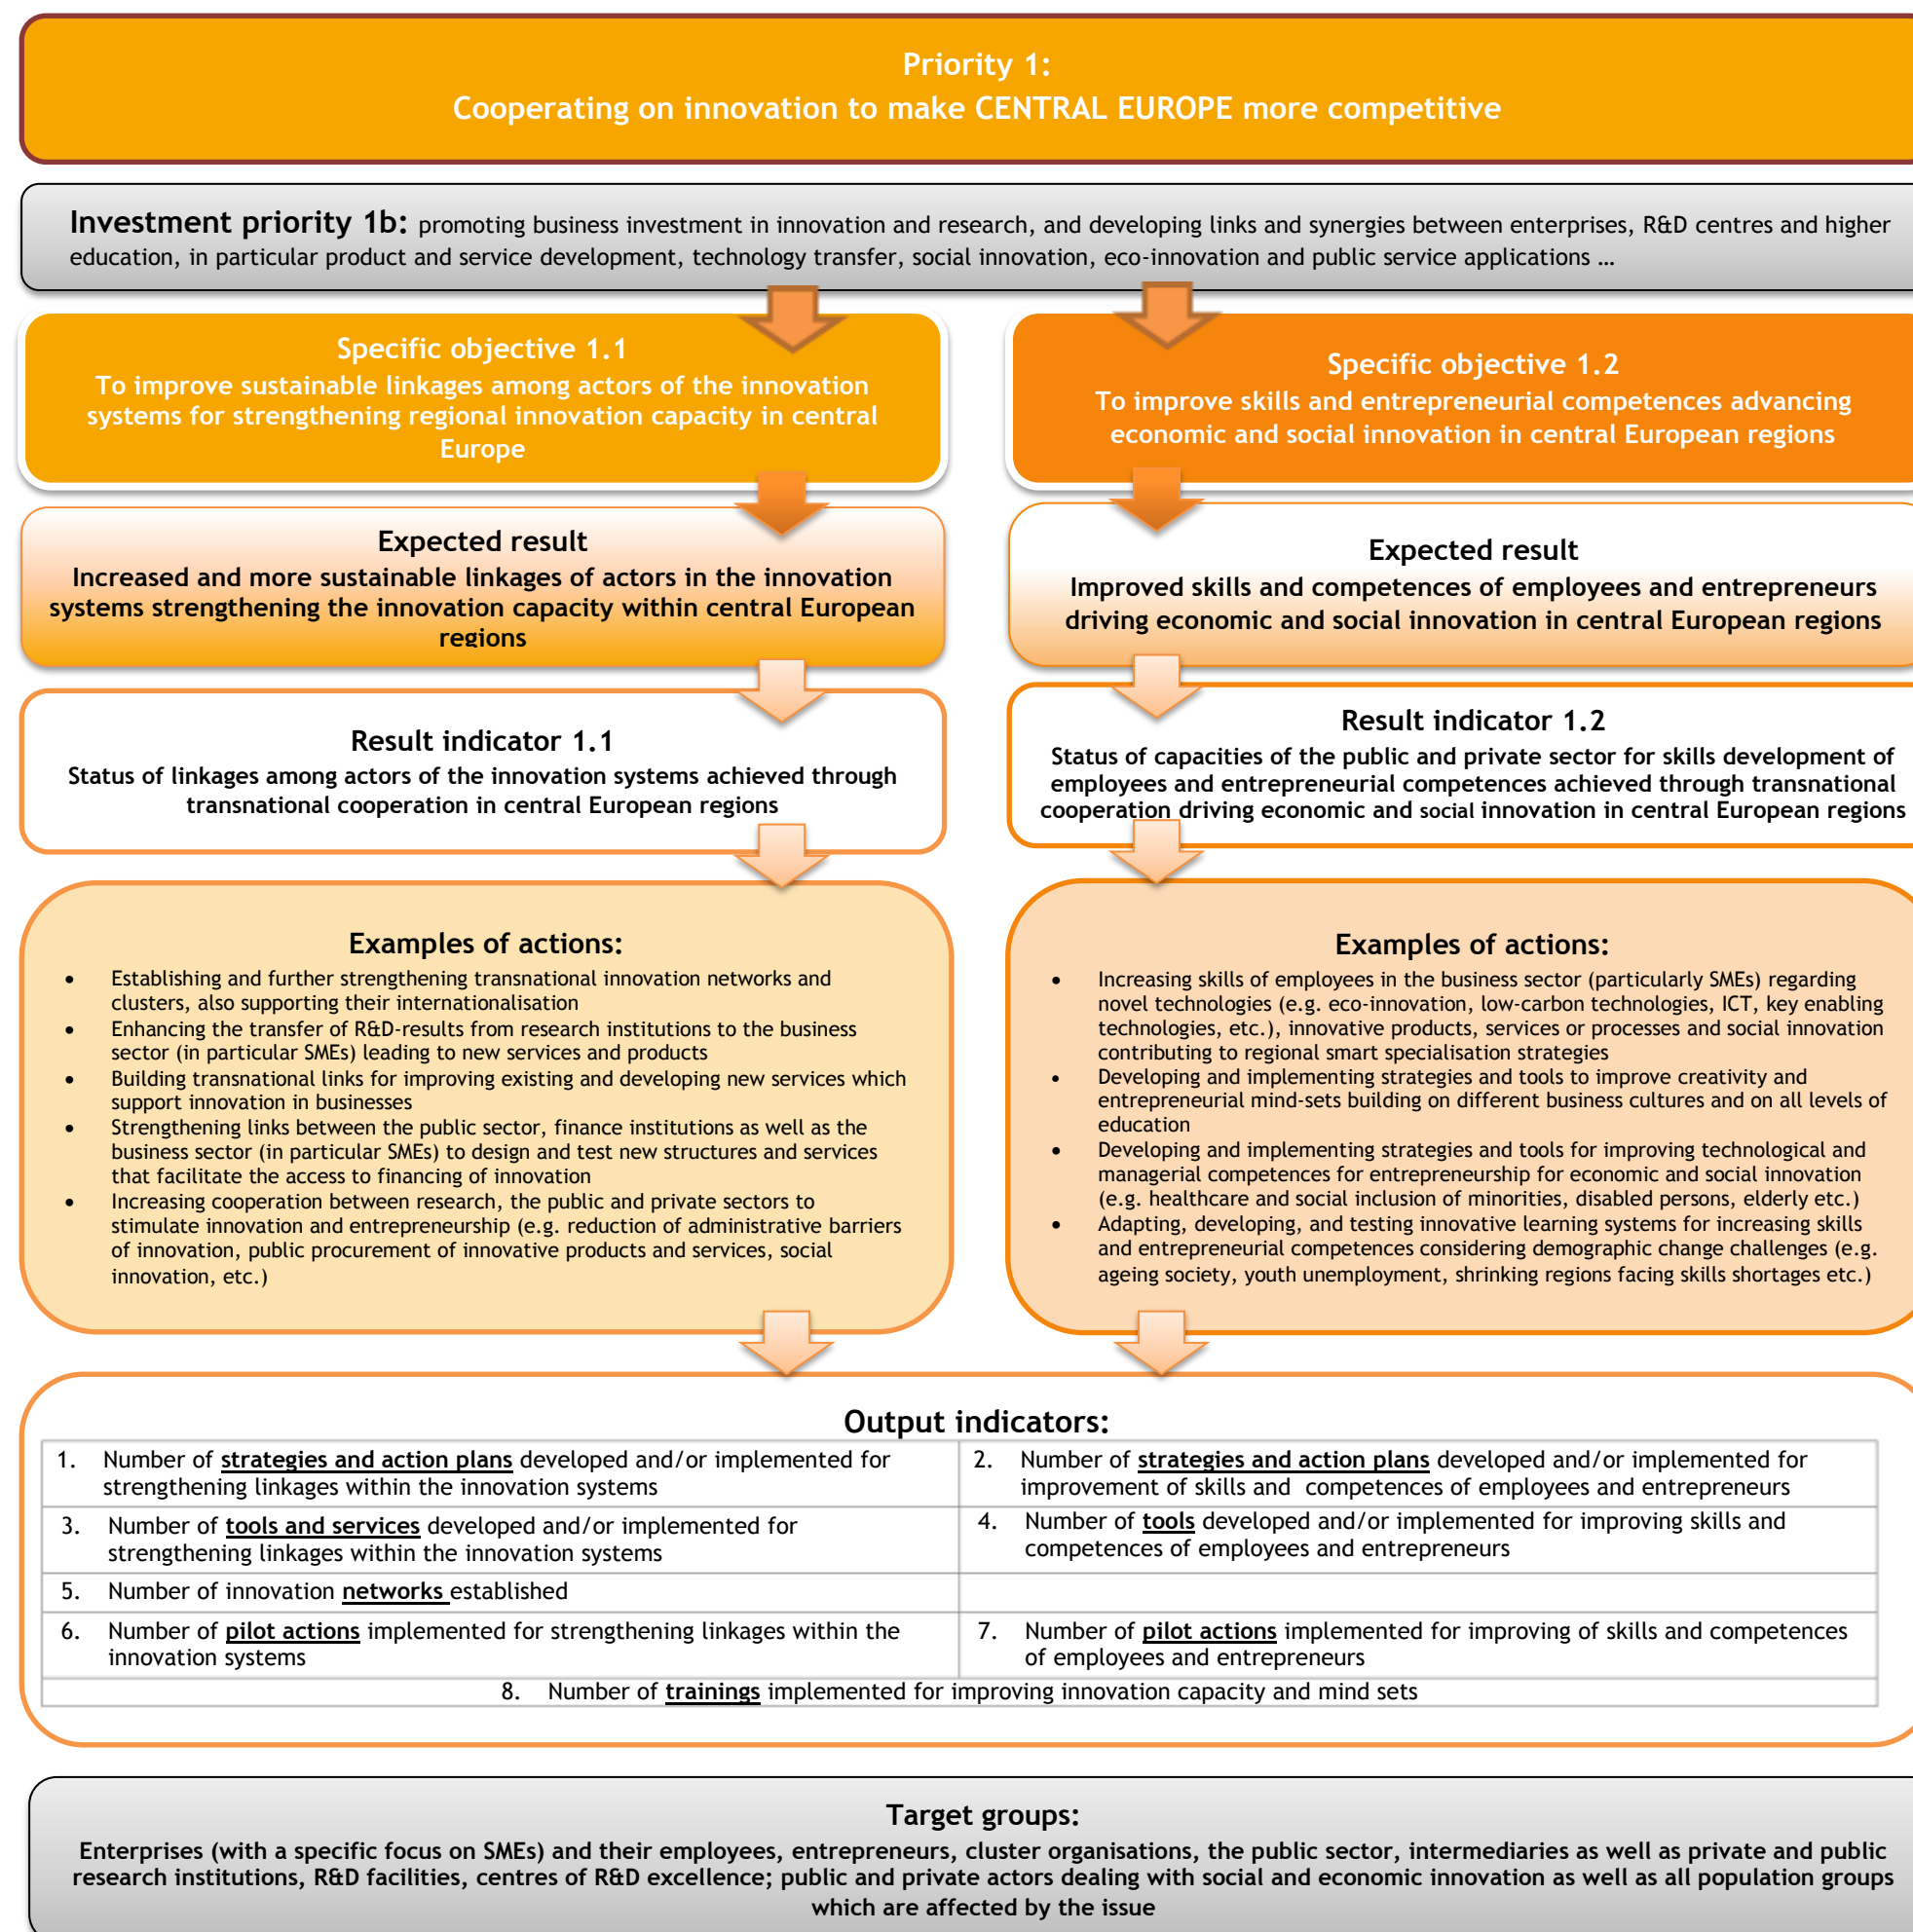 Priority 1:
Cooperating on innovation to make CENTRAL EUROPE more competitive
Investment priority 1b: promoting business investment in innovation and research, and developing links and synergies between enterprises, R&D centres and higher
education, in particular product and service development, technology transfer, social innovation, eco-innovation and public service applications …
Specific objective 1.1
To improve sustainable linkages among actors of the innovation
systems for strengthening regional innovation capacity in central
Europe
Specific objective 1.2
To improve skills and entrepreneurial competences advancing
economic and social innovation in central European regions
Expected result
Increased and more sustainable linkages of actors in the innovation
systems strengthening the innovation capacity within central European
regions
Expected result
Improved skills and competences of employees and entrepreneurs
driving economic and social innovation in central European regions
Result indicator 1.1
Status of linkages among actors of the innovation systems achieved through
transnational cooperation in central European regions
Result indicator 1.2
Status of capacities of the public and private sector for skills development of
employees and entrepreneurial competences achieved through transnational
cooperation driving economic and social innovation in central European regions
Examples of actions:
• Establishing and further strengthening transnational innovation networks and
clusters, also supporting their internationalisation
• Enhancing the transfer of R&D-results from research institutions to the business
sector (in particular SMEs) leading to new services and products
• Building transnational links for improving existing and developing new services which
support innovation in businesses
• Strengthening links between the public sector, finance institutions as well as the
business sector (in particular SMEs) to design and test new structures and services
that facilitate the access to financing of innovation
• Increasing cooperation between research, the public and private sectors to
stimulate innovation and entrepreneurship (e.g. reduction of administrative barriers
of innovation, public procurement of innovative products and services, social
innovation, etc.)
Examples of actions:
• Increasing skills of employees in the business sector (particularly SMEs) regarding
novel technologies (e.g. eco-innovation, low-carbon technologies, ICT, key enabling
technologies, etc.), innovative products, services or processes and social innovation
contributing to regional smart specialisation strategies
• Developing and implementing strategies and tools to improve creativity and
entrepreneurial mind-sets building on different business cultures and on all levels of
education
• Developing and implementing strategies and tools for improving technological and
managerial competences for entrepreneurship for economic and social innovation
(e.g. healthcare and social inclusion of minorities, disabled persons, elderly etc.)
• Adapting, developing, and testing innovative learning systems for increasing skills
and entrepreneurial competences considering demographic change challenges (e.g.
ageing society, youth unemployment, shrinking regions facing skills shortages etc.)
Output indicators:
1. Number of strategies and action plans developed and/or implemented for
strengthening linkages within the innovation systems
2. Number of strategies and action plans developed and/or implemented for
improvement of skills and competences of employees and entrepreneurs
3. Number of tools and services developed and/or implemented for
strengthening linkages within the innovation systems
4. Number of tools developed and/or implemented for improving skills and
competences of employees and entrepreneurs
5. Number of innovation networks established
6. Number of pilot actions implemented for strengthening linkages within the
innovation systems
7. Number of pilot actions implemented for improving of skills and competences
of employees and entrepreneurs
8. Number of trainings implemented for improving innovation capacity and mind sets
Target groups:
Enterprises (with a specific focus on SMEs) and their employees, entrepreneurs, cluster organisations, the public sector, intermediaries as well as private and public
research institutions, R&D facilities, centres of R&D excellence; public and private actors dealing with social and economic innovation as well as all population groups
which are affected by the issue